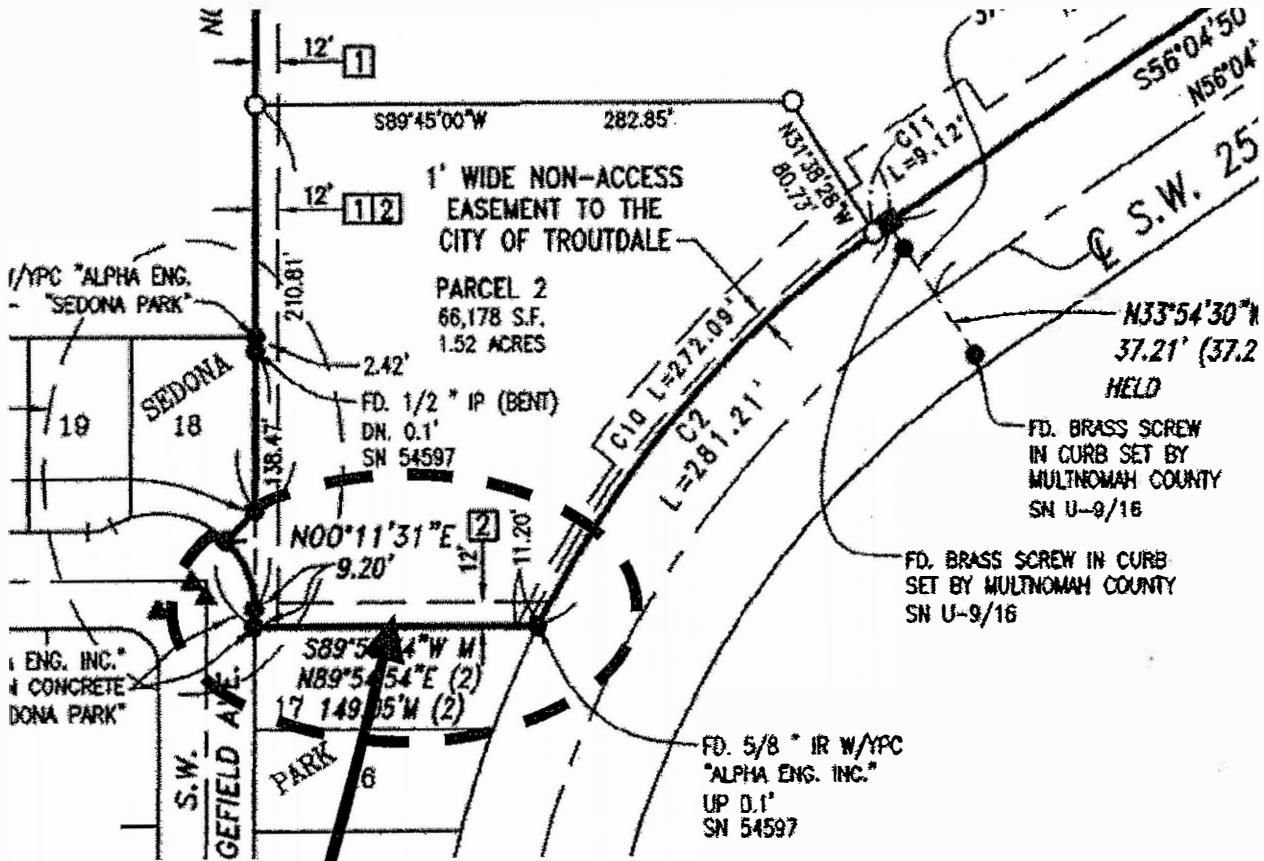 12' 1
S56°04'50
N56°04'
S89°45'00"W 282.85'
N31°38'28"W
80.73'
C11
L=9.12'
1' WIDE NON-ACCESS
EASEMENT TO THE
CITY OF TROUTDALE
12' 1 2
℄ S.W. 25
/YPC "ALPHA ENG.
"SEDONA PARK"
210.81'
PARCEL 2
66,178 S.F.
1.52 ACRES
N33°54'30"W
37.21' (37.2
HELD
2.42'
C10 L=272.09'
C2
L=281.21'
SEDONA
19
18
FD. 1/2 " IP (BENT)
DN. 0.1'
SN 54597
138.47'
FD. BRASS SCREW
IN CURB SET BY
MULTNOMAH COUNTY
SN U-9/16
N00°11'31"E
9.20'
12' 2
11.20'
FD. BRASS SCREW IN CURB
SET BY MULTNOMAH COUNTY
SN U-9/16
ENG. INC."
CONCRETE
DONA PARK"
"W M
N89°54'54"E (2)
17 M (2)
S.W.
GEFIELD AVE.
PARK
FD. 5/8 " IR W/YPC
"ALPHA ENG. INC."
UP 0.1'
SN 54597